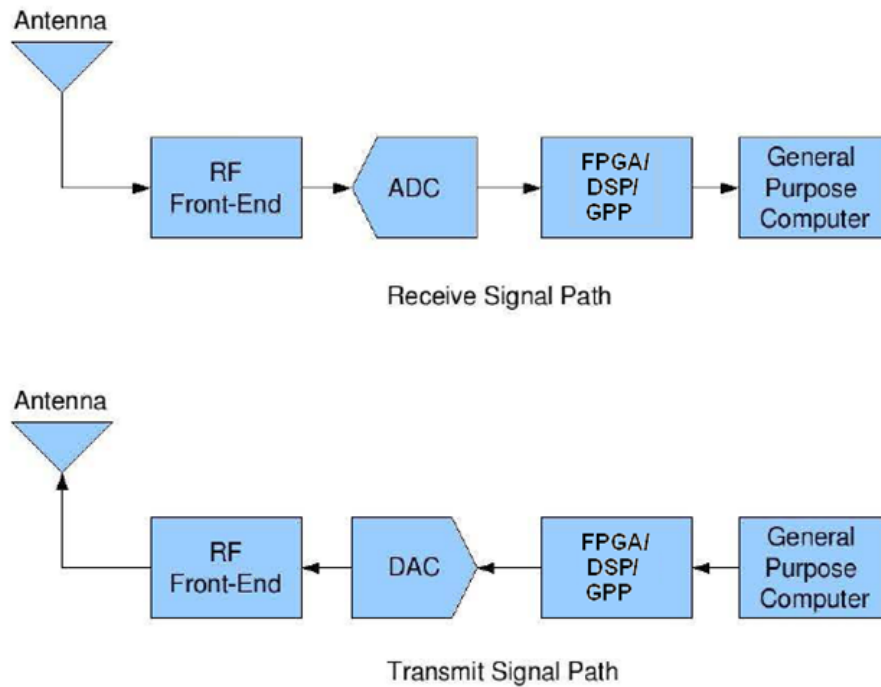 Antenna
RF
Front-End
ADC
FPGA/
DSP/
GPP
General
Purpose
Computer
Receive Signal Path
Antenna
RF
Front-End
DAC
FPGA/
DSP/
GPP
General
Purpose
Computer
Transmit Signal Path